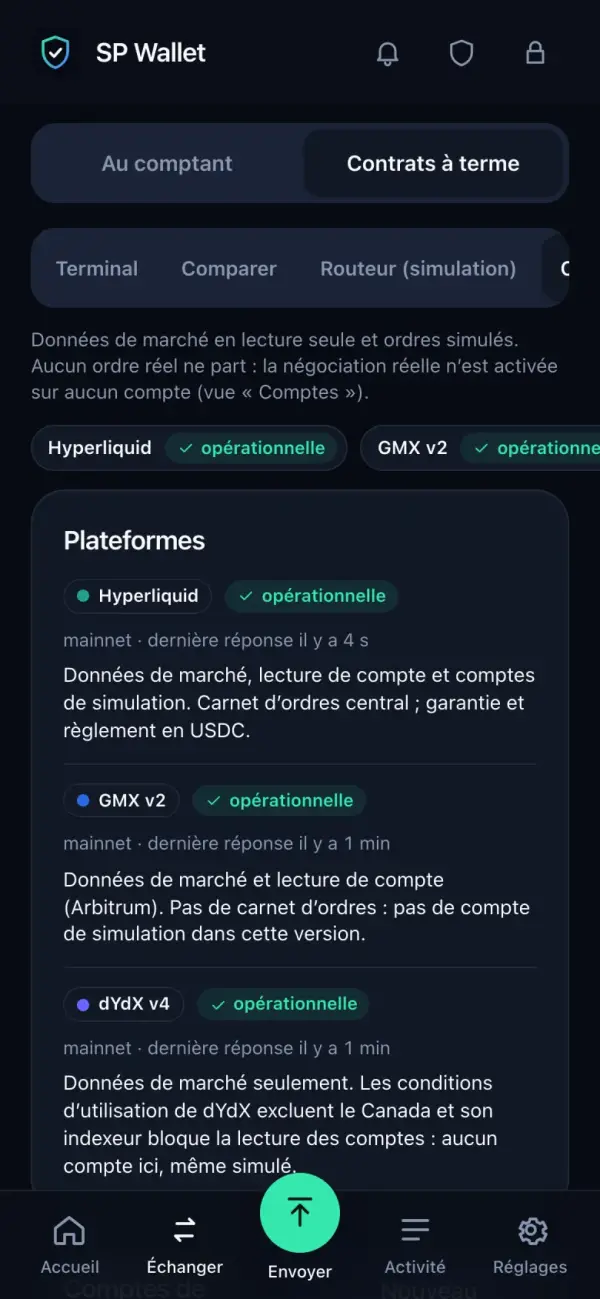 SP Wallet
Au comptant
Contrats à terme
Terminal
Comparer
Routeur (simulation)
Données de marché en lecture seule et ordres simulés.
Aucun ordre réel ne part : la négociation réelle n’est activée
sur aucun compte (vue « Comptes »).
Hyperliquid ✓ opérationnelle
GMX v2 ✓ opérationne
Plateformes
Hyperliquid ✓ opérationnelle
mainnet · dernière réponse il y a 4 s
Données de marché, lecture de compte et comptes
de simulation. Carnet d’ordres central ; garantie et
règlement en USDC.
GMX v2 ✓ opérationnelle
mainnet · dernière réponse il y a 1 min
Données de marché et lecture de compte
(Arbitrum). Pas de carnet d’ordres : pas de compte
de simulation dans cette version.
dYdX v4 ✓ opérationnelle
mainnet · dernière réponse il y a 1 min
Données de marché seulement. Les conditions
d’utilisation de dYdX excluent le Canada et son
indexeur bloque la lecture des comptes : aucun
compte ici, même simulé.
Accueil
Échanger
Envoyer
Activité
Réglages
Comptes de
Nouveau